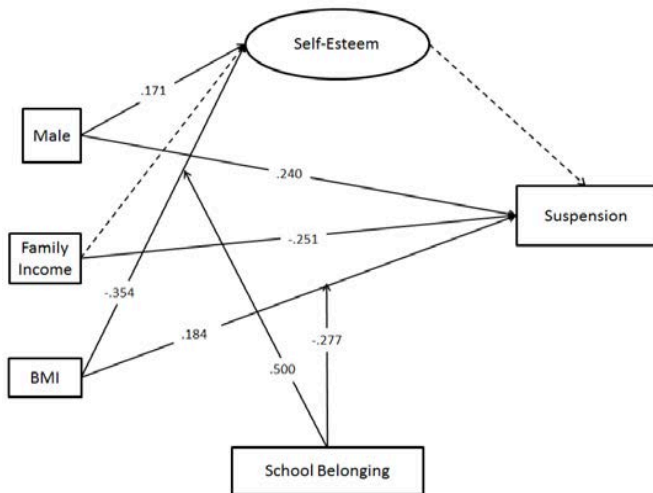 Self-Esteem
.171
Male
.240
Suspension
Family
Income
-.251
-.354
.184
-.277
BMI
.500
School Belonging